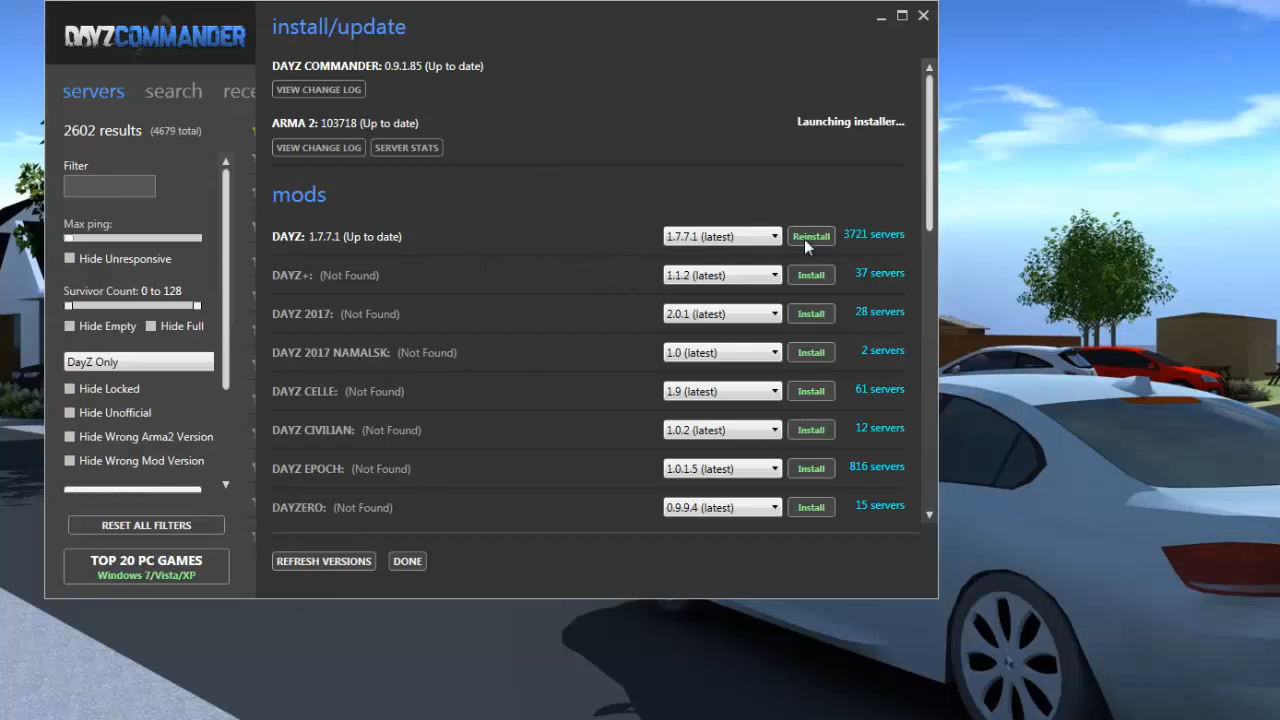 DAYZCOMMANDER
install/update
DAYZ COMMANDER: 0.9.1.85 (Up to date)
VIEW CHANGE LOG
servers search rece
2602 results (4679 total)
ARMA 2: 103718 (Up to date) Launching installer...
VIEW CHANGE LOG SERVER STATS
Filter
mods
Max ping:
DAYZ: 1.7.7.1 (Up to date) 1.7.7.1 (latest) Reinstall 3721 servers
Hide Unresponsive
DAYZ+: (Not Found) 1.1.2 (latest) Install 37 servers
Survivor Count: 0 to 128
DAYZ 2017: (Not Found) 2.0.1 (latest) Install 28 servers
Hide Empty Hide Full
DAYZ 2017 NAMALSK: (Not Found) 1.0 (latest) Install 2 servers
DayZ Only
Hide Locked
DAYZ CELLE: (Not Found) 1.9 (latest) Install 61 servers
Hide Unofficial
DAYZ CIVILIAN: (Not Found) 1.0.2 (latest) Install 12 servers
Hide Wrong Arma2 Version
Hide Wrong Mod Version
DAYZ EPOCH: (Not Found) 1.0.1.5 (latest) Install 816 servers
DAYZERO: (Not Found) 0.9.9.4 (latest) Install 15 servers
RESET ALL FILTERS
TOP 20 PC GAMES
Windows 7/Vista/XP
REFRESH VERSIONS DONE